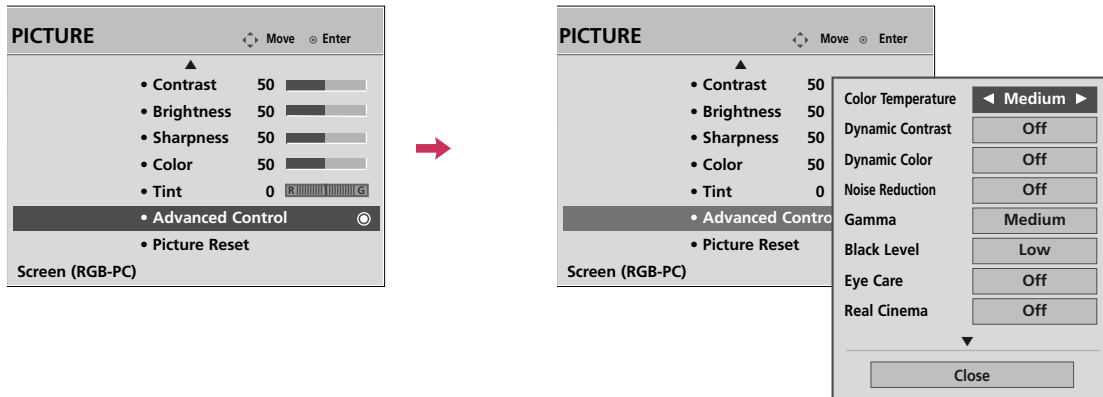 PICTURE Move Enter
• Contrast 50
• Brightness 50
• Sharpness 50
• Color 50
• Tint 0 R G
• Advanced Control
• Picture Reset
Screen (RGB-PC)
PICTURE Move Enter
• Contrast 50
• Brightness 50
• Sharpness 50
• Color 50
• Tint 0
• Advanced Contro
• Picture Reset
Screen (RGB-PC)
Color Temperature Medium
Dynamic Contrast Off
Dynamic Color Off
Noise Reduction Off
Gamma Medium
Black Level Low
Eye Care Off
Real Cinema Off
Close